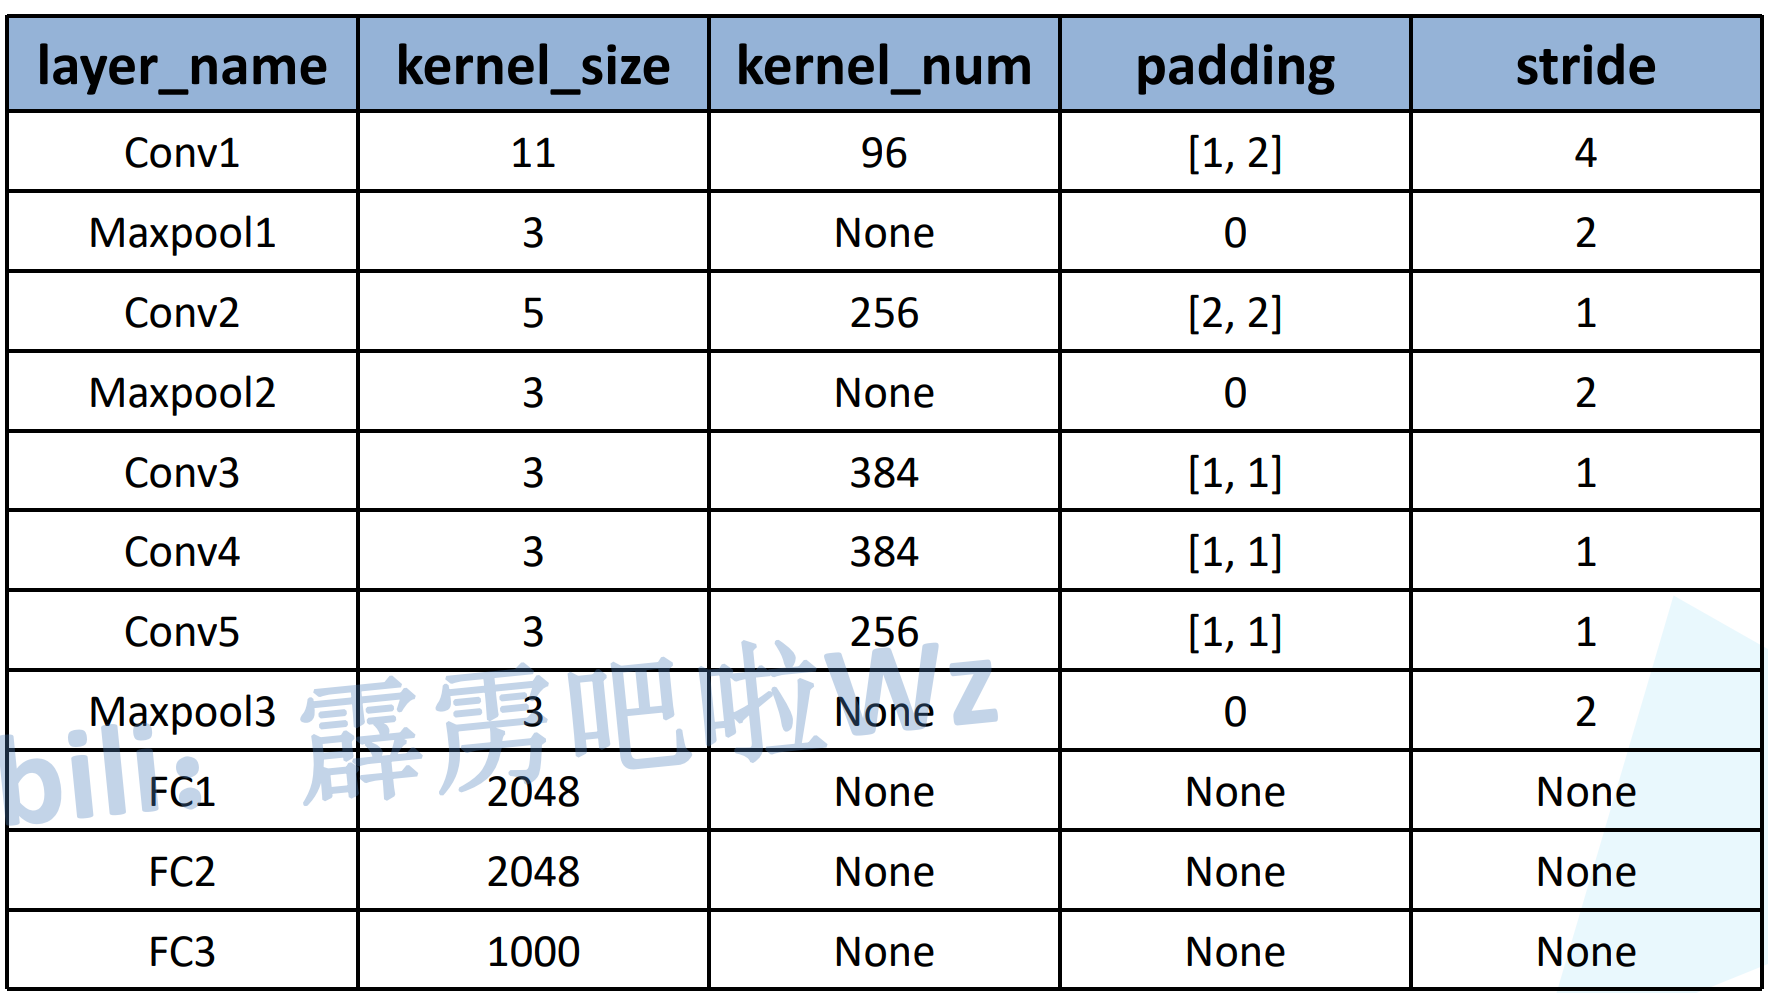 layer_name kernel_size kernel_num padding stride
Conv1 11 96 [1, 2] 4
Maxpool1 3 None 0 2
Conv2 5 256 [2, 2] 1
Maxpool2 3 None 0 2
Conv3 3 384 [1, 1] 1
Conv4 3 384 [1, 1] 1
Conv5 3 256 [1, 1] 1
Maxpool3 3 None 0 2
FC1 2048 None None None
FC2 2048 None None None
FC3 1000 None None None
bili: 霹雳吧啦Wz